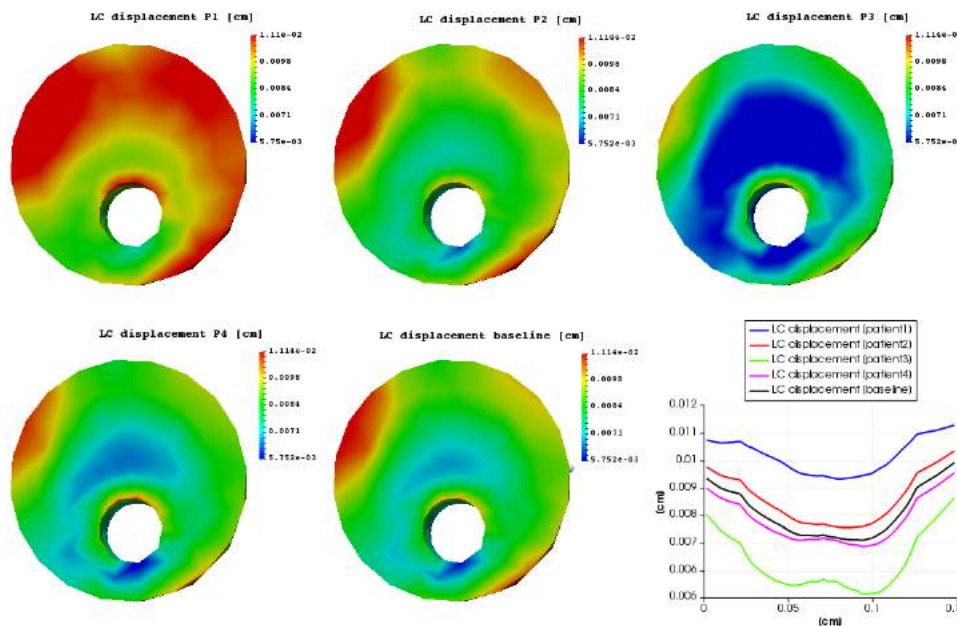 LC displacement P1 [cm]
1.11e-02
0.0098
0.0084
0.0071
5.75e-03
LC displacement P2 [cm]
1.114e-02
0.0098
0.0084
0.0071
5.752e-03
LC displacement P3
1.114e-02
0.0098
0.0084
0.0071
5.752e-03
LC displacement P4 [cm]
1.114e-02
0.0098
0.0084
0.0071
5.752e-03
LC displacement baseline [cm]
1.114e-02
0.0098
0.0084
0.0071
5.752e-03
LC displacement (patient1)
LC displacement (patient2)
LC displacement (patient3)
LC displacement (patient4)
LC displacement (baseline)
0.012
0.011
0.01
0.009
0.008
0.007
0.006
0.005
(cm)
0
0.05
0.1
0.1
(cm)